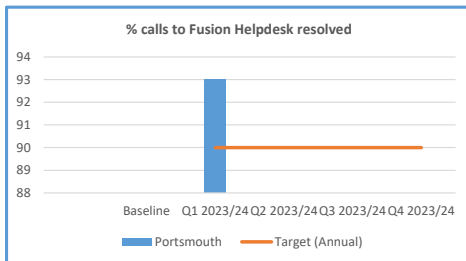 % calls to Fusion Helpdesk resolved
94
93
92
91
90
89
88
Baseline Q1 2023/24 Q2 2023/24 Q3 2023/24 Q4 2023/24
Portsmouth Target (Annual)